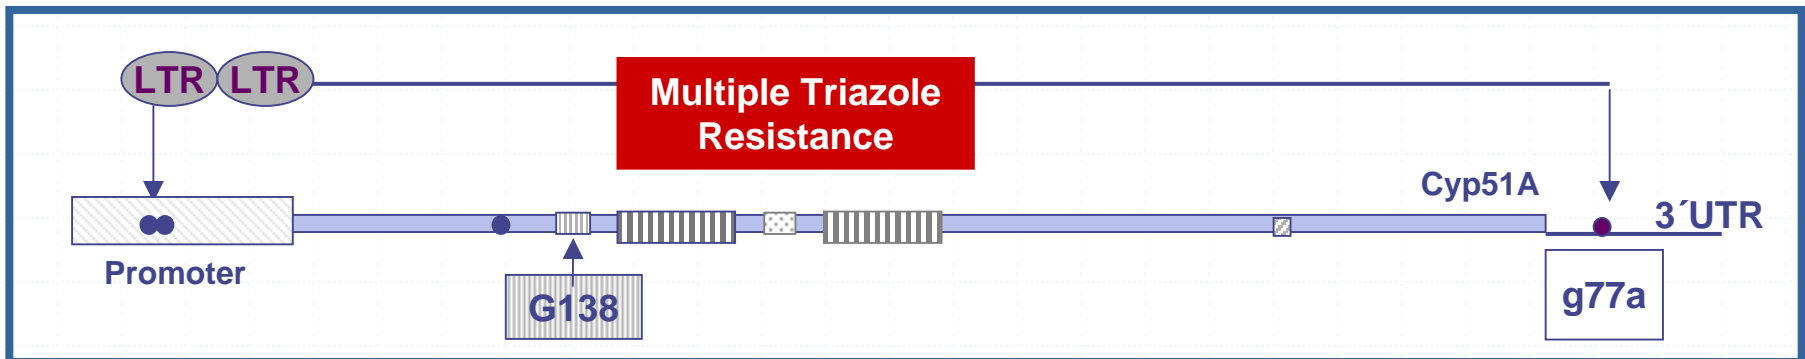 LTR LTR
Multiple Triazole
Resistance
Cyp51A
3´UTR
Promoter
G138
g77a